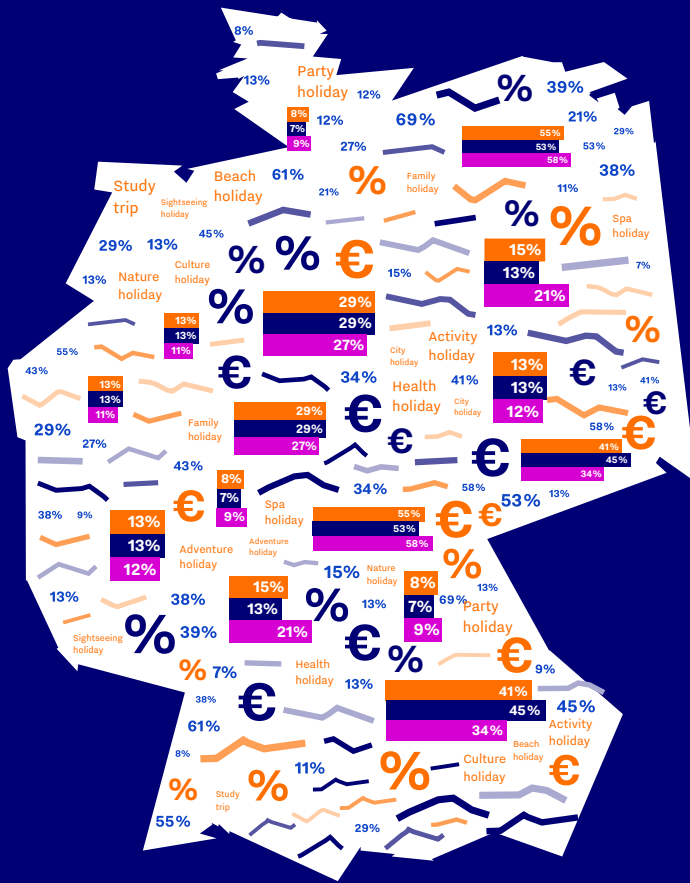 8%
Party
holiday
13%
12%
%
39%
8%
7%
9%
12%
69%
21%
29%
55%
53%
58%
27%
53%
38%
Study
trip
Sightseeing
holiday
Beach
holiday
61%
21%
%
Family
holiday
11%
%
%
Spa
holiday
29%
13%
45%
Culture
holiday
%
%
€
15%
15%
13%
21%
7%
13%
Nature
holiday
%
29%
29%
27%
13%
13%
11%
City
holiday
Activity
holiday
13%
%
55%
43%
€
34%
Health
holiday
41%
City
holiday
13%
13%
12%
€
13%
41%
€
13%
13%
11%
29%
27%
Family
holiday
29%
29%
27%
€
€
58%
€
€
41%
45%
34%
43%
8%
7%
9%
34%
58%
53%
13%
38%
9%
13%
13%
12%
€
Spa
holiday
55%
53%
58%
€
€
Adventure
holiday
Adventure
holiday
15%
Nature
holiday
%
13%
13%
38%
15%
13%
21%
%
13%
8%
7%
9%
69%
Party
holiday
Sightseeing
holiday
%
39%
€
%
€
9%
%
7%
Health
holiday
13%
38%
€
41%
45%
34%
45%
Activity
holiday
61%
8%
11%
%
Culture
holiday
Beach
holiday
€
%
Study
trip
%
55%
29%